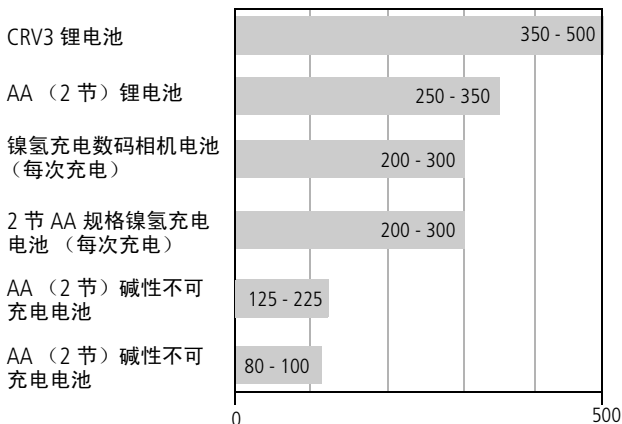 CRV3 锂电池
350 - 500
AA （2 节）锂电池
250 - 350
镍氢充电数码相机电池
（每次充电）
200 - 300
2 节 AA 规格镍氢充电
电池 （每次充电）
200 - 300
AA （2 节）碱性不可
充电电池
125 - 225
AA （2 节）碱性不可
充电电池
80 - 100
0
500